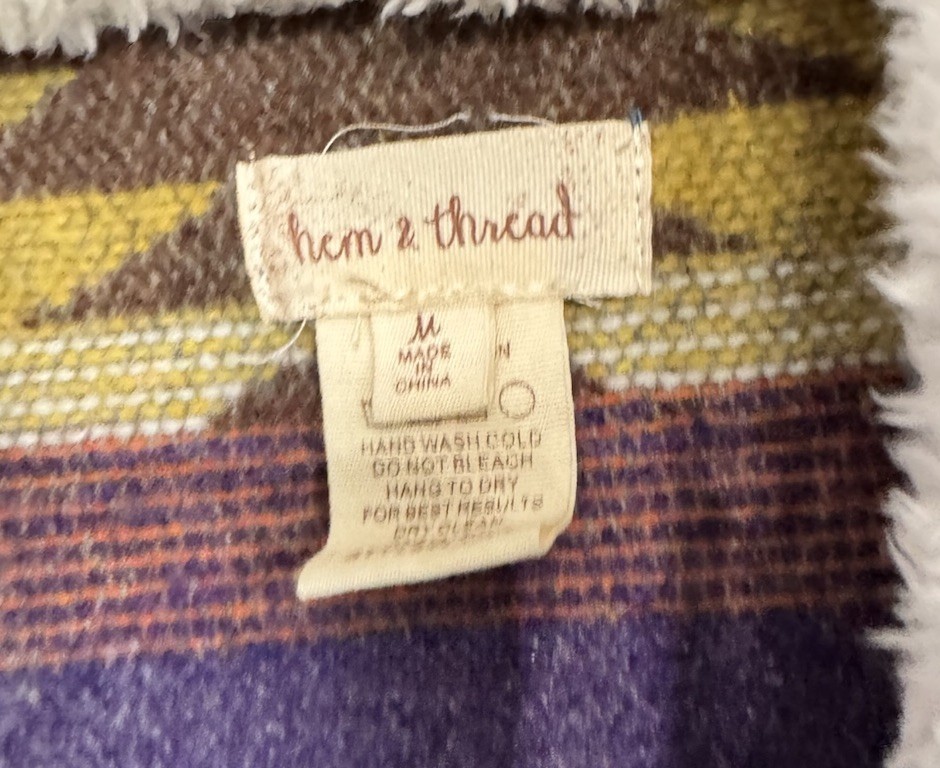 hem & thread
M
MADE
IN
CHINA
N
HAND WASH COLD
DO NOT BLEACH
HANG TO DRY
FOR BEST RESULTS
DRY CLEAN